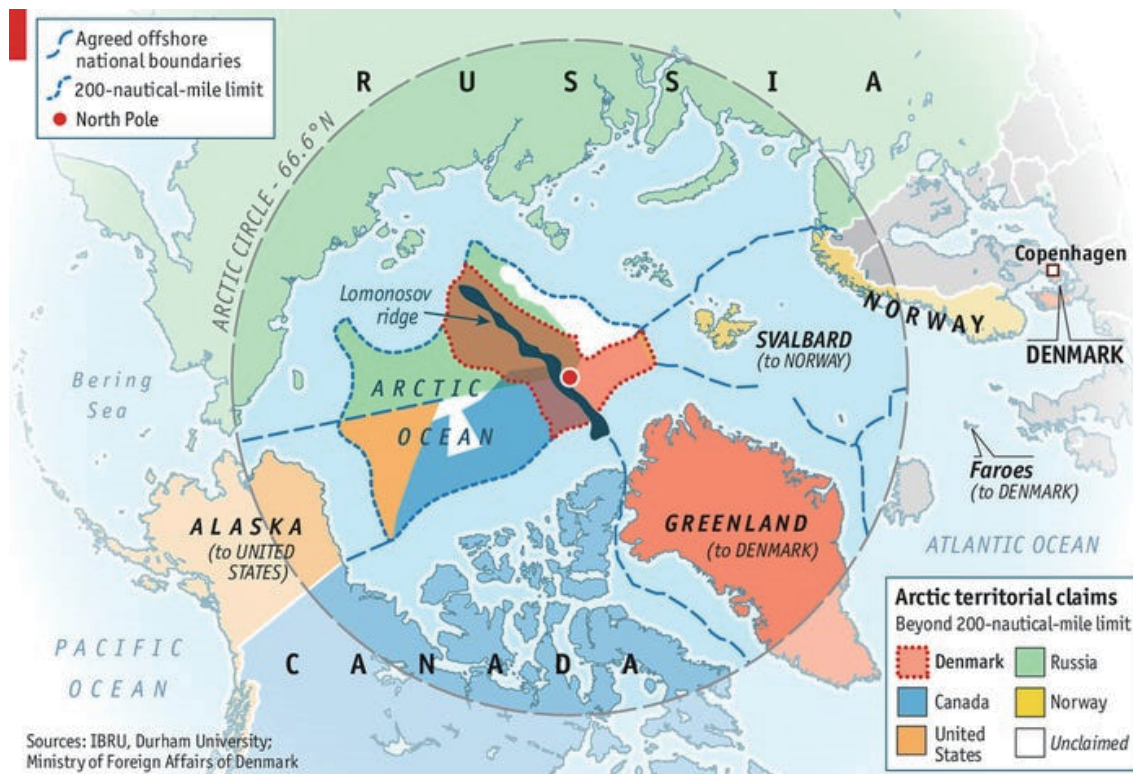 Agreed offshore
national boundaries
200-nautical-mile limit
North Pole
R U S S I A
ARCTIC CIRCLE - 66.6°N
Lomonosov
ridge
Copenhagen
NORWAY
DENMARK
SVALBARD
(to NORWAY)
Bering
Sea
ARCTIC
OCEAN
Faroes
(to DENMARK)
ALASKA
(to UNITED
STATES)
GREENLAND
(to DENMARK)
ATLANTIC OCEAN
PACIFIC
OCEAN
C A N A D A
Arctic territorial claims
Beyond 200-nautical-mile limit
Denmark
Russia
Canada
Norway
United
States
Unclaimed
Sources: IBRU, Durham University;
Ministry of Foreign Affairs of Denmark